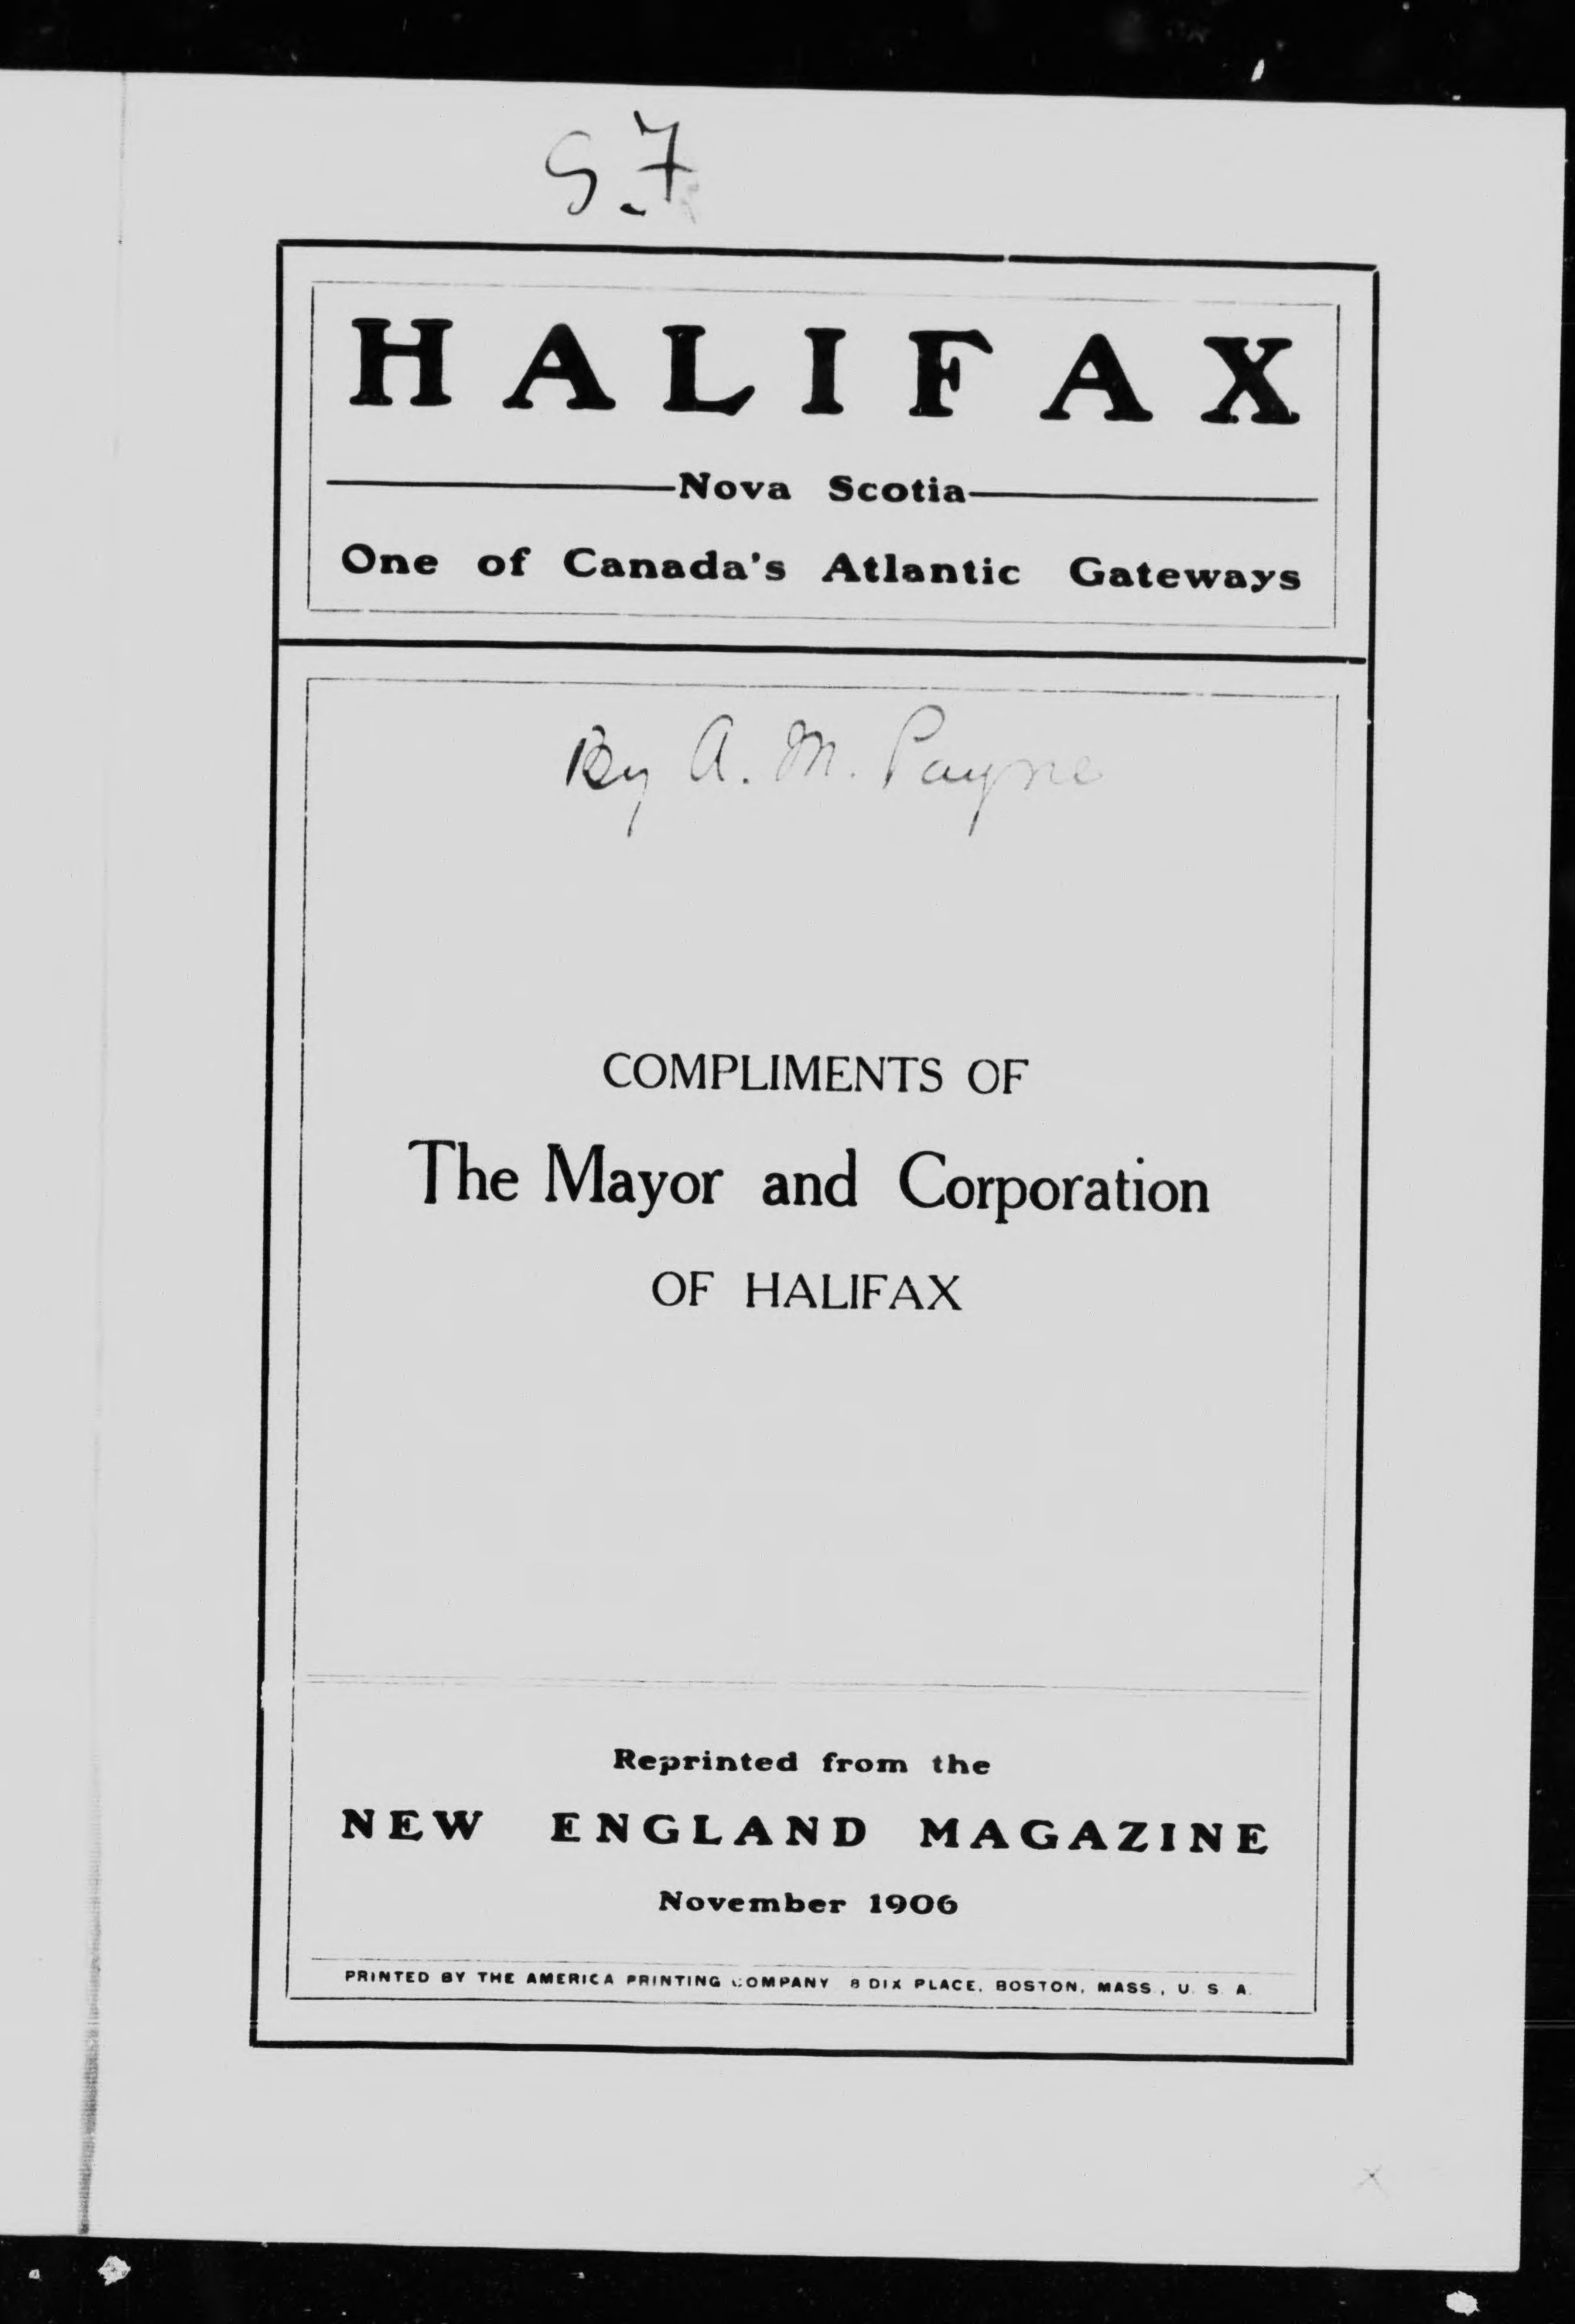 S.7
HALIFAX
Nova Scotia
One of Canada's Atlantic Gateways
By A. M. Payne
COMPLIMENTS OF
The Mayor and Corporation
OF HALIFAX
Reprinted from the
NEW ENGLAND MAGAZINE
November 1906
PRINTED BY THE AMERICA PRINTING COMPANY 8 DIX PLACE, BOSTON, MASS., U. S. A.